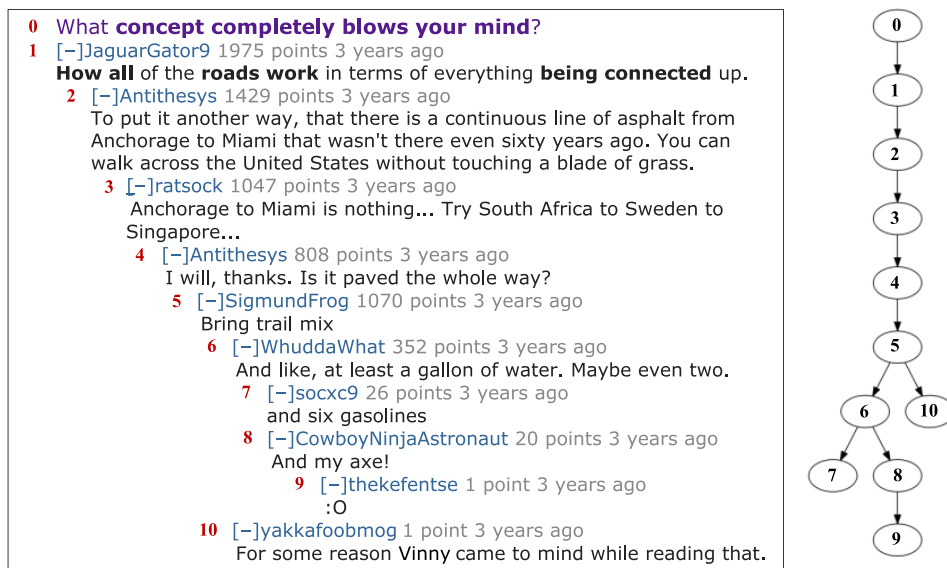 0 What concept completely blows your mind?
1 [−]JaguarGator9 1975 points 3 years ago
How all of the roads work in terms of everything being connected up.
2 [−]Antithesys 1429 points 3 years ago
To put it another way, that there is a continuous line of asphalt from
Anchorage to Miami that wasn't there even sixty years ago. You can
walk across the United States without touching a blade of grass.
3 [−]ratsock 1047 points 3 years ago
Anchorage to Miami is nothing... Try South Africa to Sweden to
Singapore...
4 [−]Antithesys 808 points 3 years ago
I will, thanks. Is it paved the whole way?
5 [−]SigmundFrog 1070 points 3 years ago
Bring trail mix
6 [−]WhuddaWhat 352 points 3 years ago
And like, at least a gallon of water. Maybe even two.
7 [−]socxc9 26 points 3 years ago
and six gasolines
8 [−]CowboyNinjaAstronaut 20 points 3 years ago
And my axe!
9 [−]thekefentse 1 point 3 years ago
:O
10 [−]yakkafoobmog 1 point 3 years ago
For some reason Vinny came to mind while reading that.
0
1
2
3
4
5
6 10
7 8
9